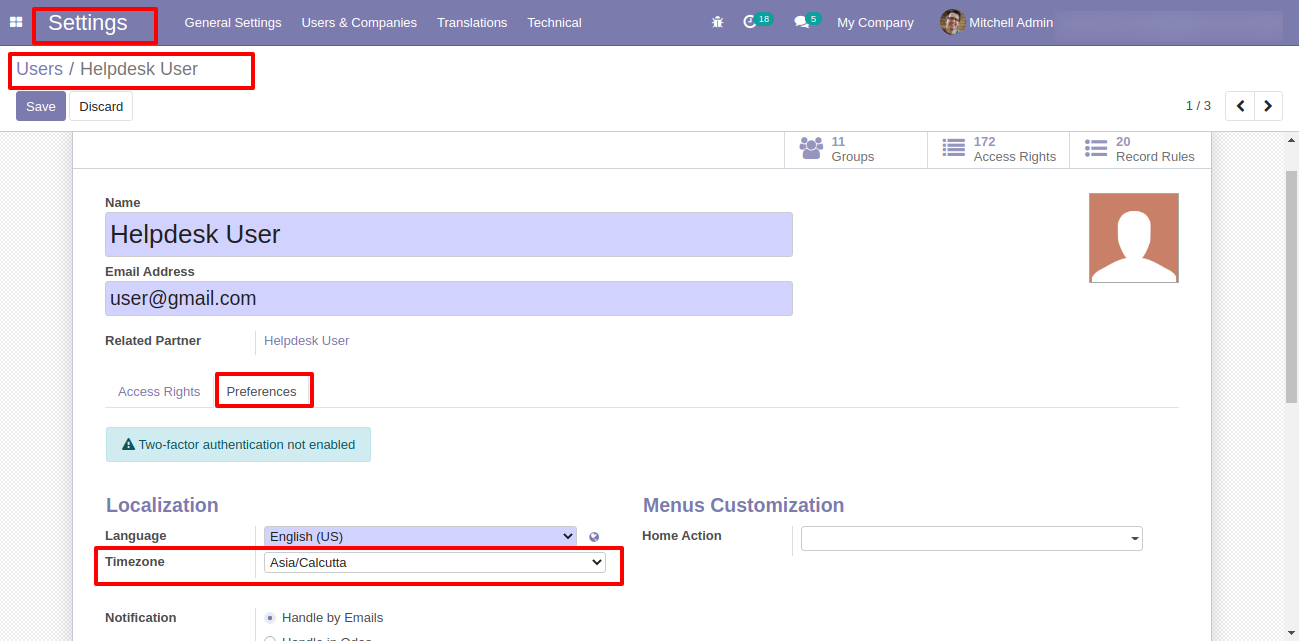 Settings General Settings Users & Companies Translations Technical 18 5 My Company Mitchell Admin
Users / Helpdesk User
Save Discard 1 / 3
11 Groups
172 Access Rights
20 Record Rules
Name
Helpdesk User
Email Address
user@gmail.com
Related Partner Helpdesk User
Access Rights Preferences
Two-factor authentication not enabled
Localization Menus Customization
Language English (US) Home Action
Timezone Asia/Calcutta
Notification Handle by Emails
Handle in Odoo